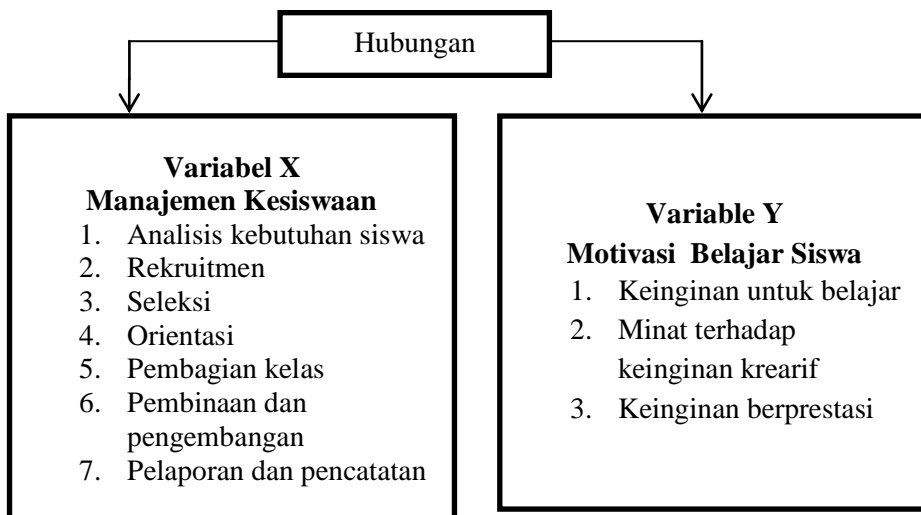 Hubungan
Variabel X
Manajemen Kesiswaan
1. Analisis kebutuhan siswa
2. Rekruitmen
3. Seleksi
4. Orientasi
5. Pembagian kelas
6. Pembinaan dan
pengembangan
7. Pelaporan dan pencatatan
Variable Y
Motivasi Belajar Siswa
1. Keinginan untuk belajar
2. Minat terhadap
keinginan krearif
3. Keinginan berprestasi